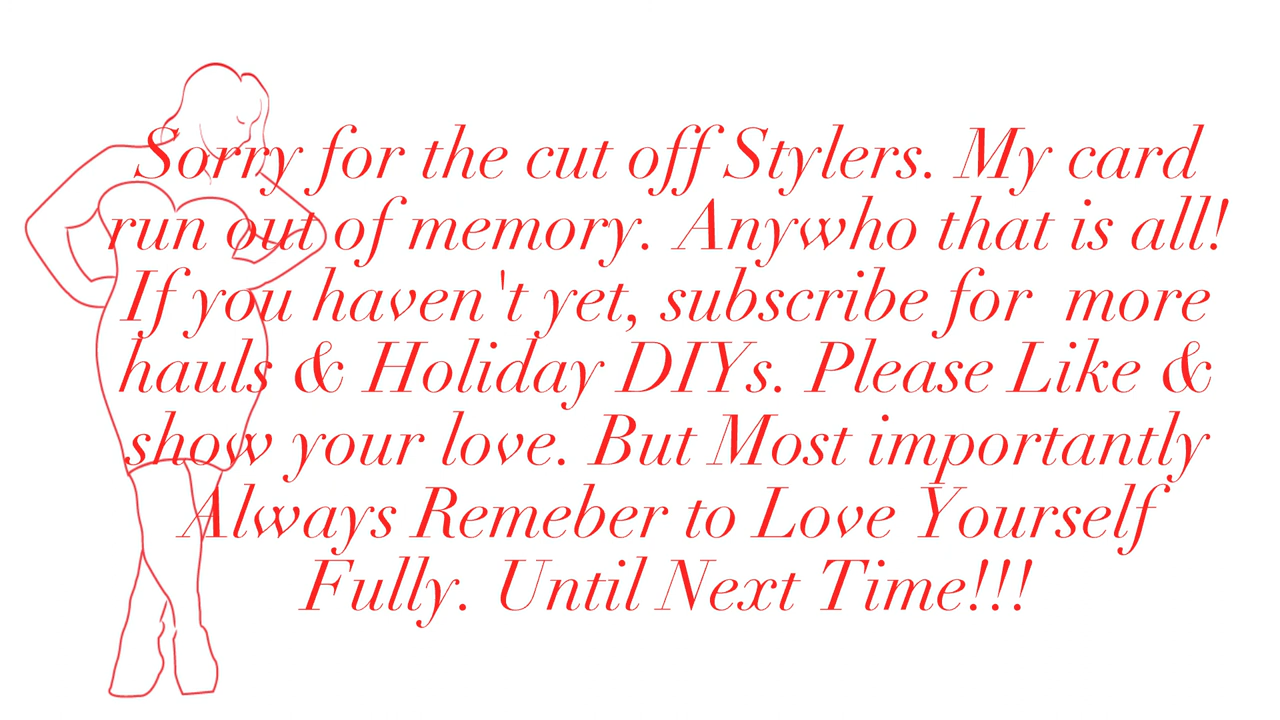 Sorry for the cut off Stylers. My card
run out of memory. Anywho that is all!
If you haven't yet, subscribe for  more
hauls & Holiday DIYs. Please Like &
show your love. But Most importantly
Always Remeber to Love Yourself
Fully. Until Next Time!!!